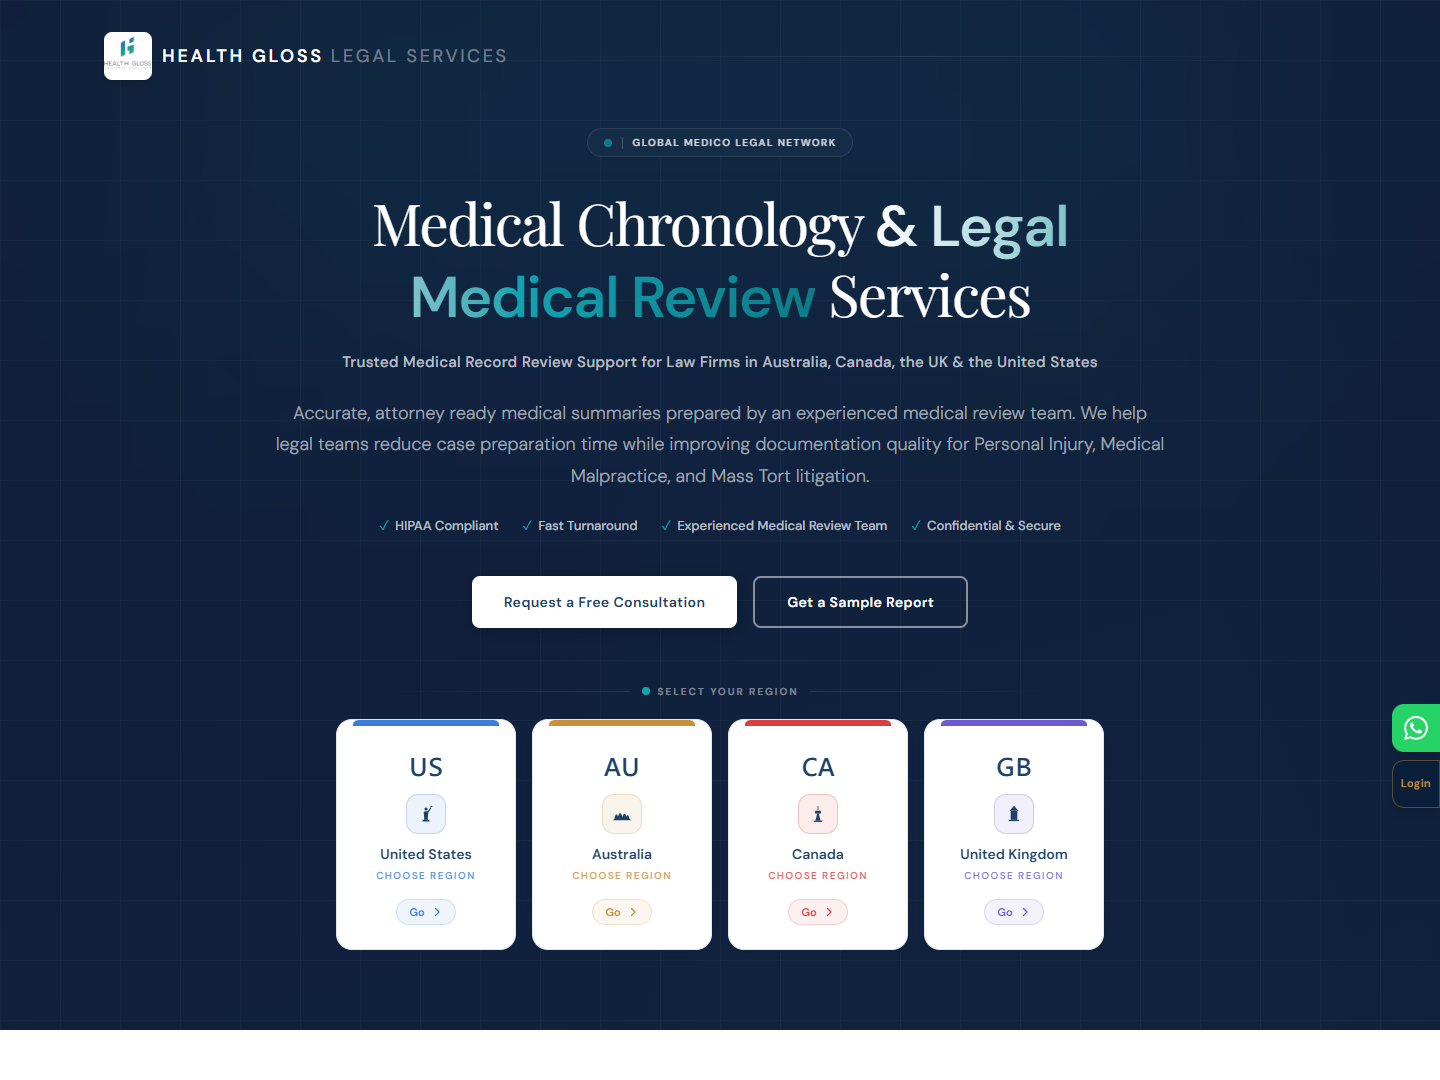 HEALTH GLOSS
HEALTH GLOSS LEGAL SERVICES
GLOBAL MEDICO LEGAL NETWORK
Medical Chronology & Legal
Medical Review Services
Trusted Medical Record Review Support for Law Firms in Australia, Canada, the UK & the United States
Accurate, attorney ready medical summaries prepared by an experienced medical review team. We help
legal teams reduce case preparation time while improving documentation quality for Personal Injury, Medical
Malpractice, and Mass Tort litigation.
✓ HIPAA Compliant ✓ Fast Turnaround ✓ Experienced Medical Review Team ✓ Confidential & Secure
Request a Free Consultation Get a Sample Report
SELECT YOUR REGION
US AU CA GB
United States Australia Canada United Kingdom
CHOOSE REGION CHOOSE REGION CHOOSE REGION CHOOSE REGION
Go Go Go Go
Login